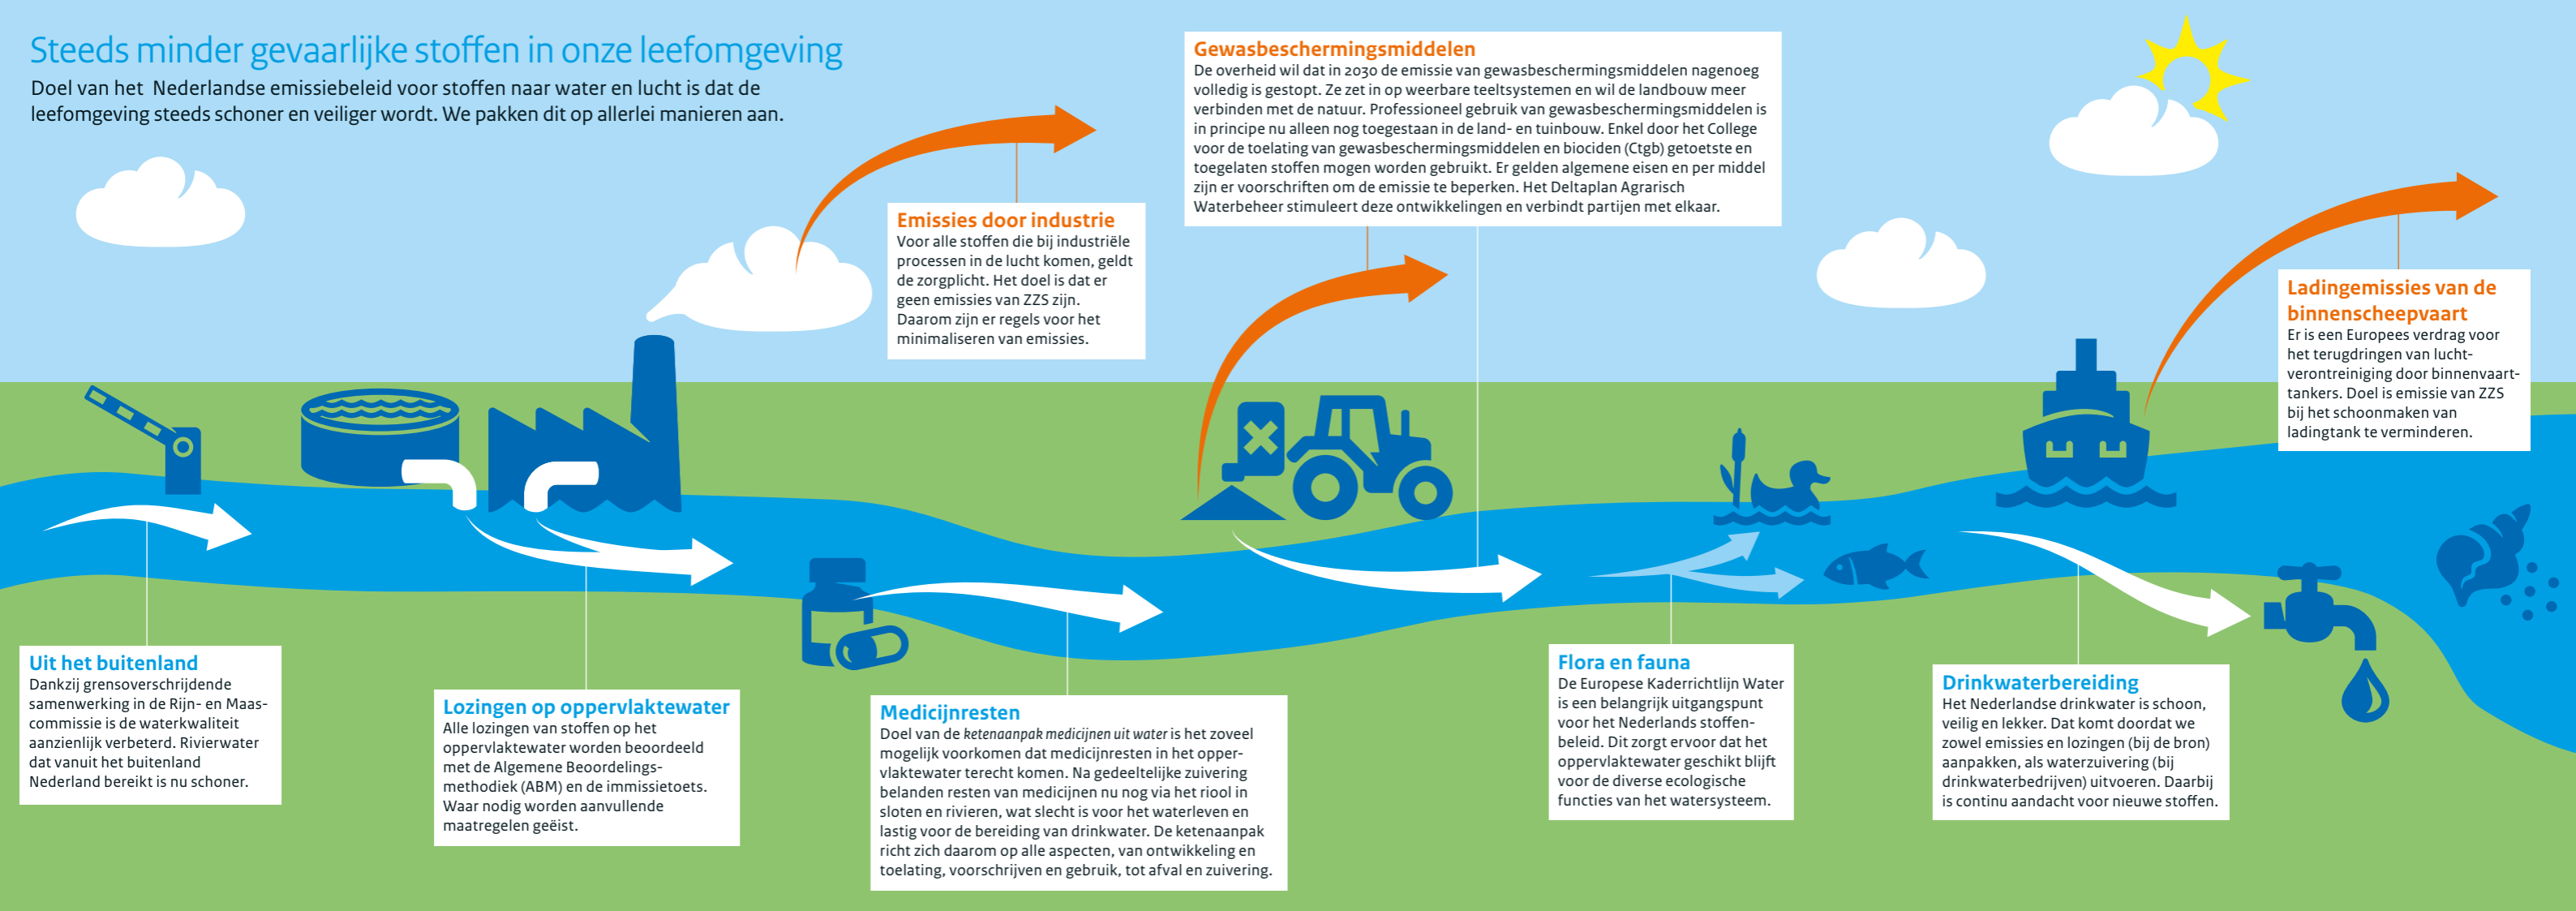 Steeds minder gevaarlijke stoffen in onze leefomgeving
Doel van het Nederlandse emissiebeleid voor stoffen naar water en lucht is dat de
leefomgeving steeds schoner en veiliger wordt. We pakken dit op allerlei manieren aan.
Emissies door industrie
Voor alle stoffen die bij industriële
processen in de lucht komen, geldt
de zorgplicht. Het doel is dat er
geen emissies van ZZS zijn.
Daarom zijn er regels voor het
minimaliseren van emissies.
Gewasbeschermingsmiddelen
De overheid wil dat in 2030 de emissie van gewasbeschermingsmiddelen nagenoeg
volledig is gestopt. Ze zet in op weerbare teeltsystemen en wil de landbouw meer
verbinden met de natuur. Professioneel gebruik van gewasbeschermingsmiddelen is
in principe nu alleen nog toegestaan in de land- en tuinbouw. Enkel door het College
voor de toelating van gewasbeschermingsmiddelen en biociden (Ctgb) getoetste en
toegelaten stoffen mogen worden gebruikt. Er gelden algemene eisen en per middel
zijn er voorschriften om de emissie te beperken. Het Deltaplan Agrarisch
Waterbeheer stimuleert deze ontwikkelingen en verbindt partijen met elkaar.
Ladingemissies van de
binnenscheepvaart
Er is een Europees verdrag voor
het terugdringen van lucht-
verontreiniging door binnenvaart-
tankers. Doel is emissie van ZZS
bij het schoonmaken van
ladingtank te verminderen.
Uit het buitenland
Dankzij grensoverschrijdende
samenwerking in de Rijn- en Maas-
commissie is de waterkwaliteit
aanzienlijk verbeterd. Rivierwater
dat vanuit het buitenland
Nederland bereikt is nu schoner.
Lozingen op oppervlaktewater
Alle lozingen van stoffen op het
oppervlaktewater worden beoordeeld
met de Algemene Beoordelings-
methodiek (ABM) en de immissietoets.
Waar nodig worden aanvullende
maatregelen geëist.
Medicijnresten
Doel van de ketenaanpak medicijnen uit water is het zoveel
mogelijk voorkomen dat medicijnresten in het opper-
vlaktewater terecht komen. Na gedeeltelijke zuivering
belanden resten van medicijnen nu nog via het riool in
sloten en rivieren, wat slecht is voor het waterleven en
lastig voor de bereiding van drinkwater. De ketenaanpak
richt zich daarom op alle aspecten, van ontwikkeling en
toelating, voorschrijven en gebruik, tot afval en zuivering.
Flora en fauna
De Europese Kaderrichtlijn Water
is een belangrijk uitgangspunt
voor het Nederlands stoffen-
beleid. Dit zorgt ervoor dat het
oppervlaktewater geschikt blijft
voor de diverse ecologische
functies van het watersysteem.
Drinkwaterbereiding
Het Nederlandse drinkwater is schoon,
veilig en lekker. Dat komt doordat we
zowel emissies en lozingen (bij de bron)
aanpakken, als waterzuivering (bij
drinkwaterbedrijven) uitvoeren. Daarbij
is continu aandacht voor nieuwe stoffen.